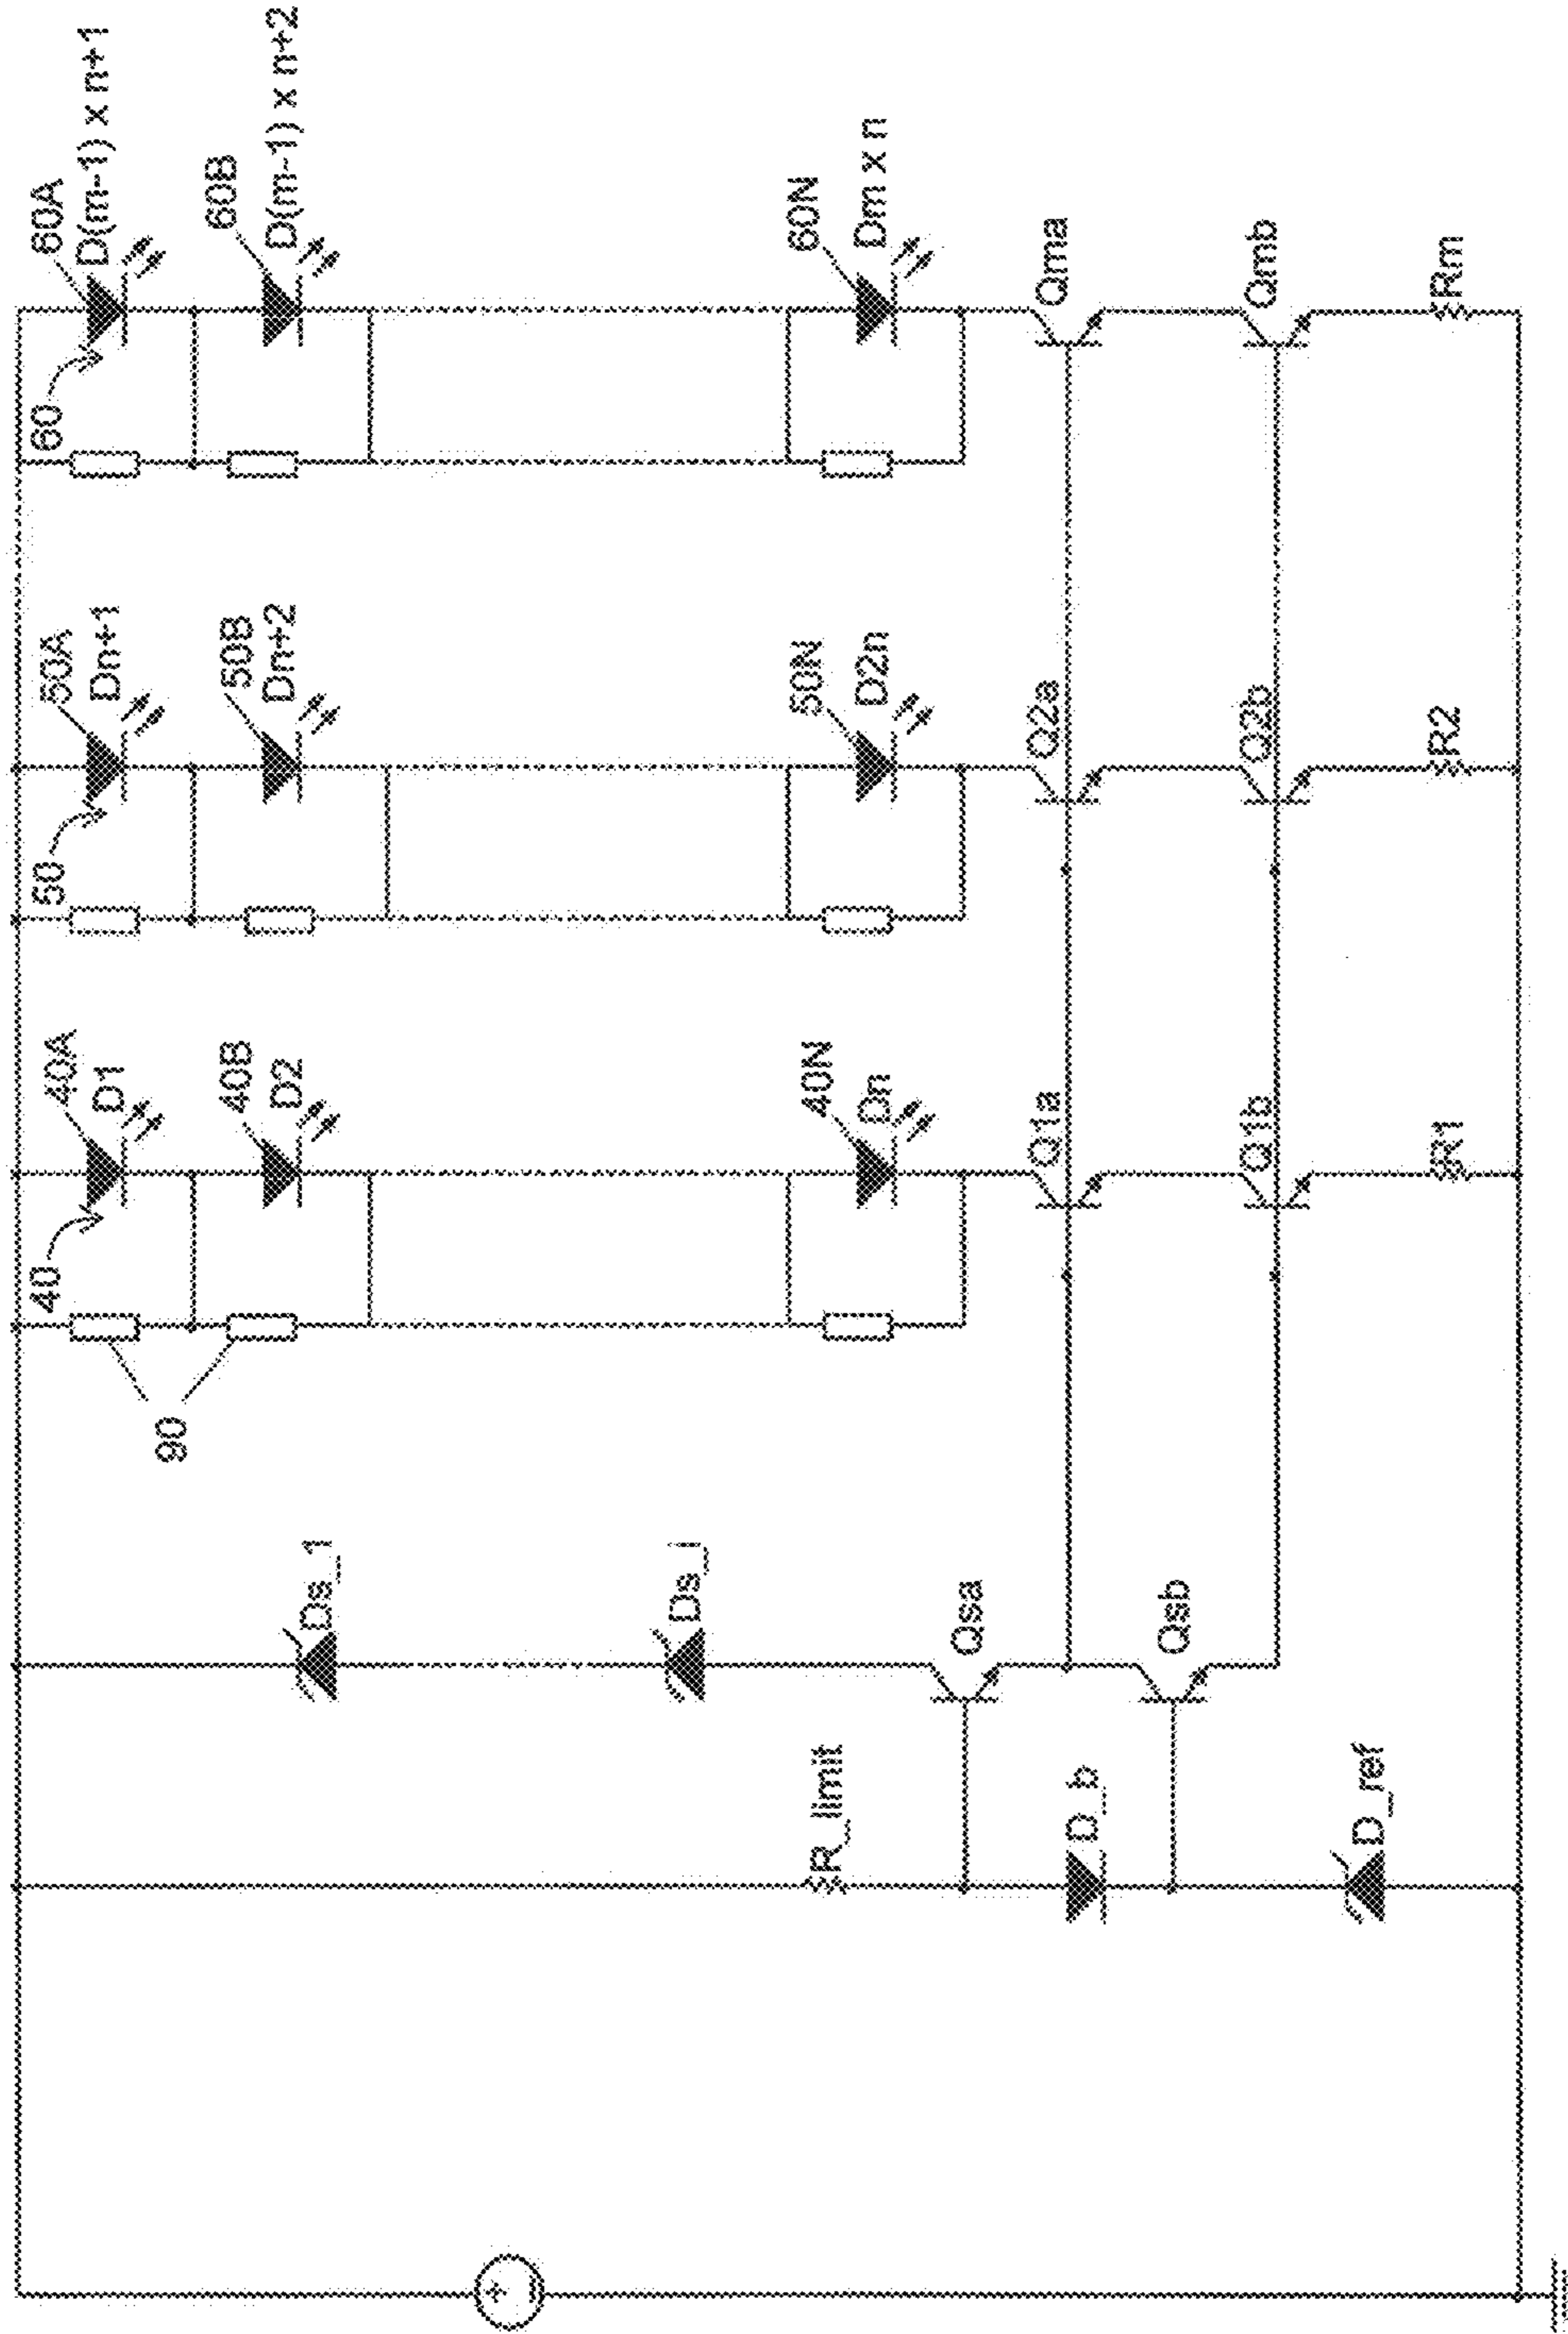 60A
D(m-1) x n+1
60
60B
D(m-1) x n+2
60N
Dm x n
Qma
Qmb
Rm
50A
Dn+1
50
50B
Dn+2
50N
D2n
Q2a
Q2b
R2
40A
D1
40
40B
D2
40N
Dn
Q1a
Q1b
R1
90
Ds_1
Ds_i
Qsa
Qsb
R_limit
D_b
D_ref
+